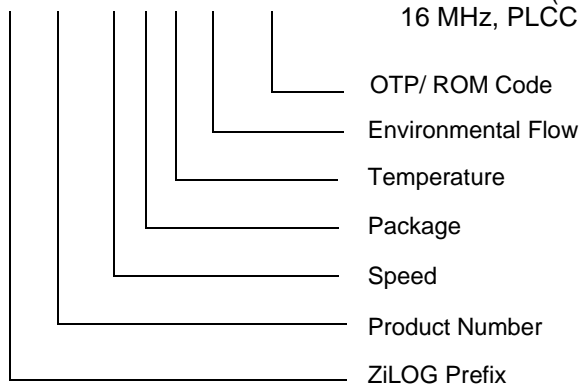 16 MHz, PLCC
OTP/ ROM Code
Environmental Flow
Temperature
Package
Speed
Product Number
ZiLOG Prefix